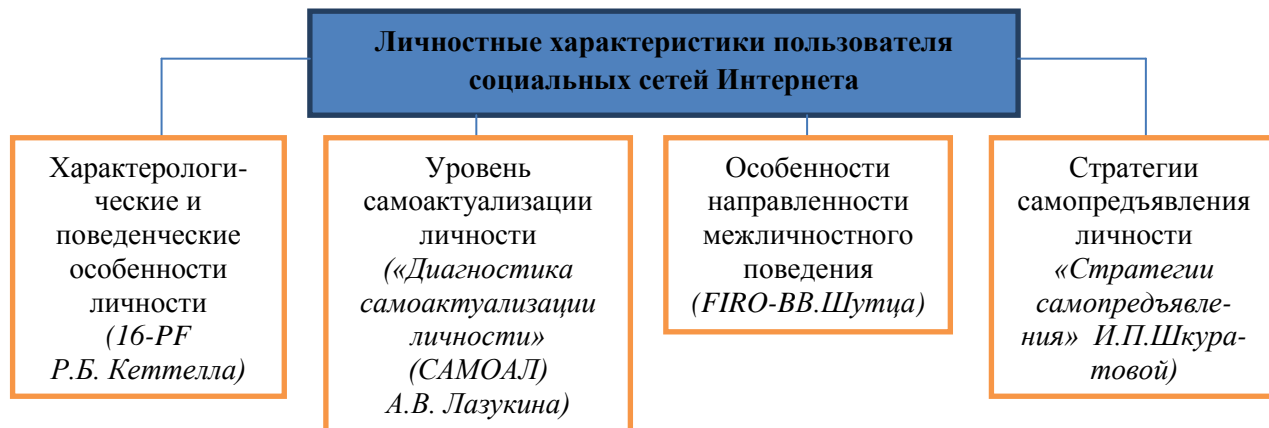 Личностные характеристики пользователя
социальных сетей Интернета
Характерологи-
ческие и
поведенческие
особенности
личности
(16-PF
Р.Б. Кеттелла)
Уровень
самоактуализации
личности
(«Диагностика
самоактуализации
личности»
(САМОАЛ)
А.В. Лазукина)
Особенности
направленности
межличностного
поведения
(FIRO-BВ.Шутца)
Стратегии
самопредъявления
личности
«Стратегии
самопредъявле-
ния» И.П.Шкура-
товой)